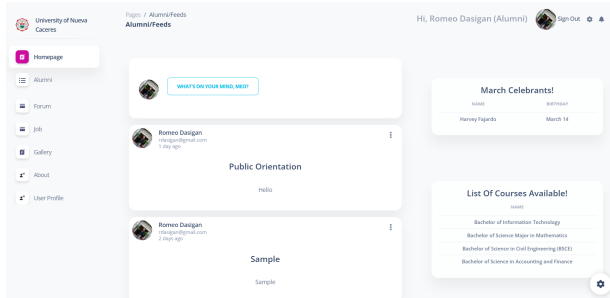 University of Nueva
Caceres
Homepage
Alumni
Forum
Job
Gallery
About
User Profile
Pages / Alumni/Feeds
Alumni/Feeds
Hi, Romeo Dasigan (Alumni)
Sign Out
WHAT'S ON YOUR MIND, MED?
Romeo Dasigan
rdasigan@gmail.com
1 day ago
Public Orientation
Hello
Romeo Dasigan
rdasigan@gmail.com
2 days ago
Sample
Sample
March Celebrants!
NAME BIRTHDAY
Harvey Fajardo March 14
List Of Courses Available!
NAME
Bachelor of Information Technology
Bachelor of Science Major in Mathematics
Bachelor of Science in Civil Engineering (BSCE)
Bachelor of Science in Accounting and Finance